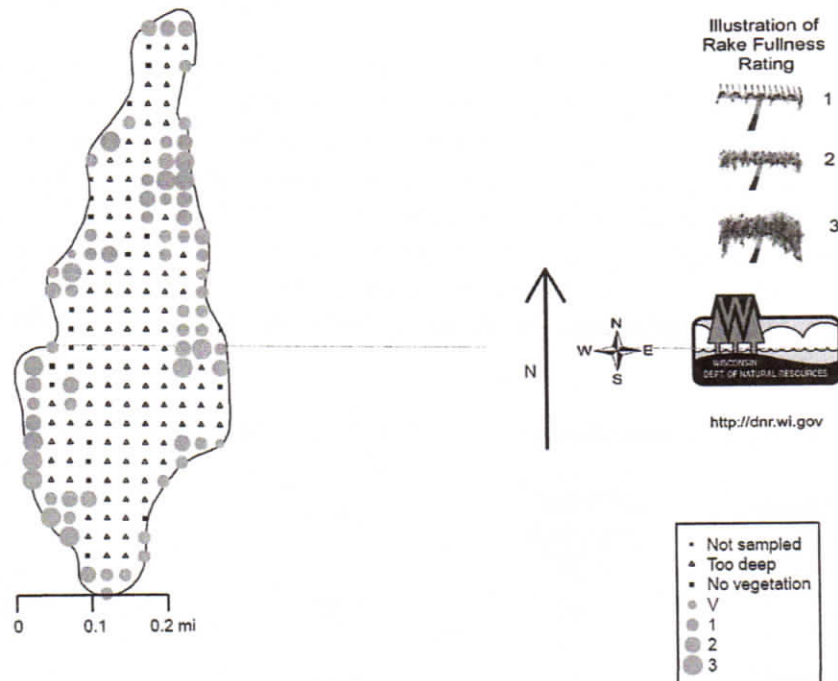 Illustration of
Rake Fullness
Rating
1
2
3
N
N
W E
S
WISCONSIN
DEPT. OF NATURAL RESOURCES
http://dnr.wi.gov
Not sampled
Too deep
No vegetation
V
1
2
3
0 0.1 0.2 mi